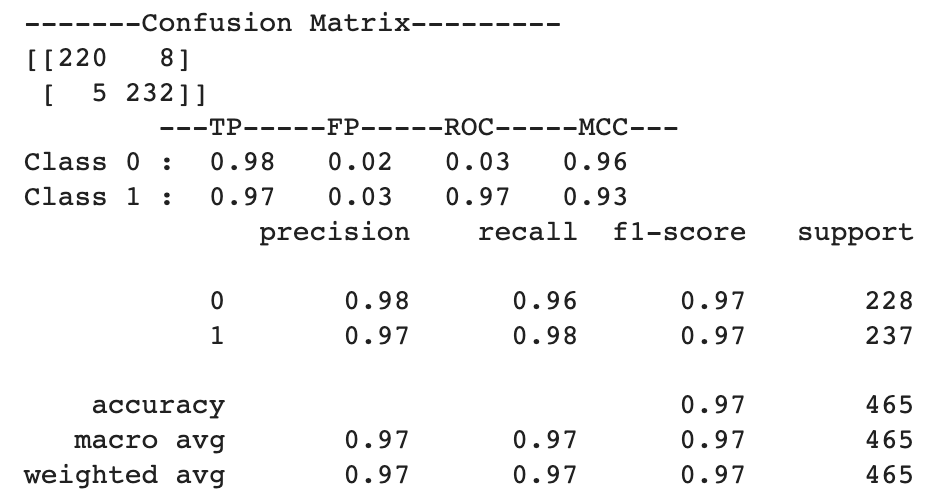 -------Confusion Matrix---------
[[220   8]
 [  5 232]]
        ---TP-----FP-----ROC-----MCC---
Class 0 :  0.98   0.02   0.03   0.96
Class 1 :  0.97   0.03   0.97   0.93
              precision    recall  f1-score   support

           0       0.98      0.96      0.97       228
           1       0.97      0.98      0.97       237

    accuracy                           0.97       465
   macro avg       0.97      0.97      0.97       465
weighted avg       0.97      0.97      0.97       465